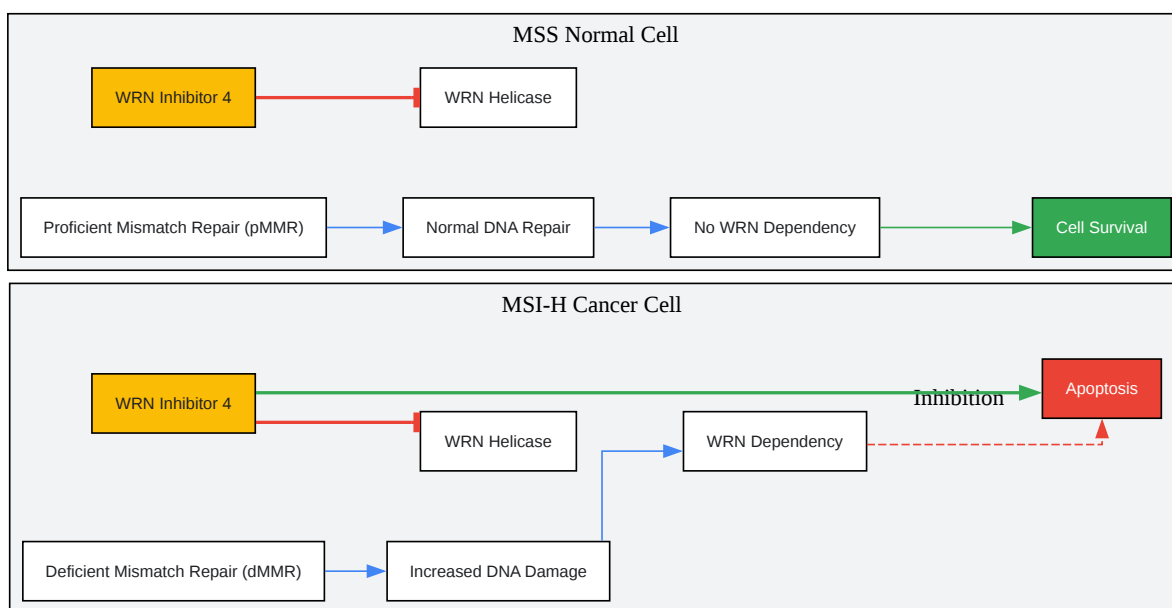 MSS Normal Cell
WRN Inhibitor 4
WRN Helicase
Proficient Mismatch Repair (pMMR)
Normal DNA Repair
No WRN Dependency
Cell Survival
MSI-H Cancer Cell
WRN Inhibitor 4
Inhibition
Apoptosis
WRN Helicase
WRN Dependency
Deficient Mismatch Repair (dMMR)
Increased DNA Damage